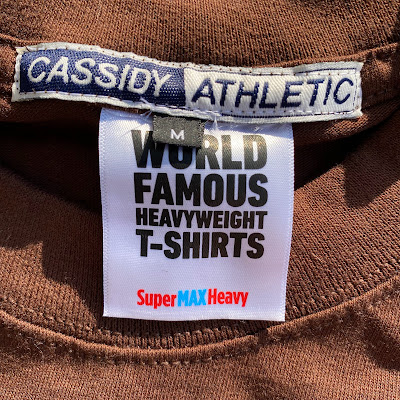 CASSIDY ATHLETIC
M
WORLD
FAMOUS
HEAVYWEIGHT
T-SHIRTS
SuperMAXHeavy